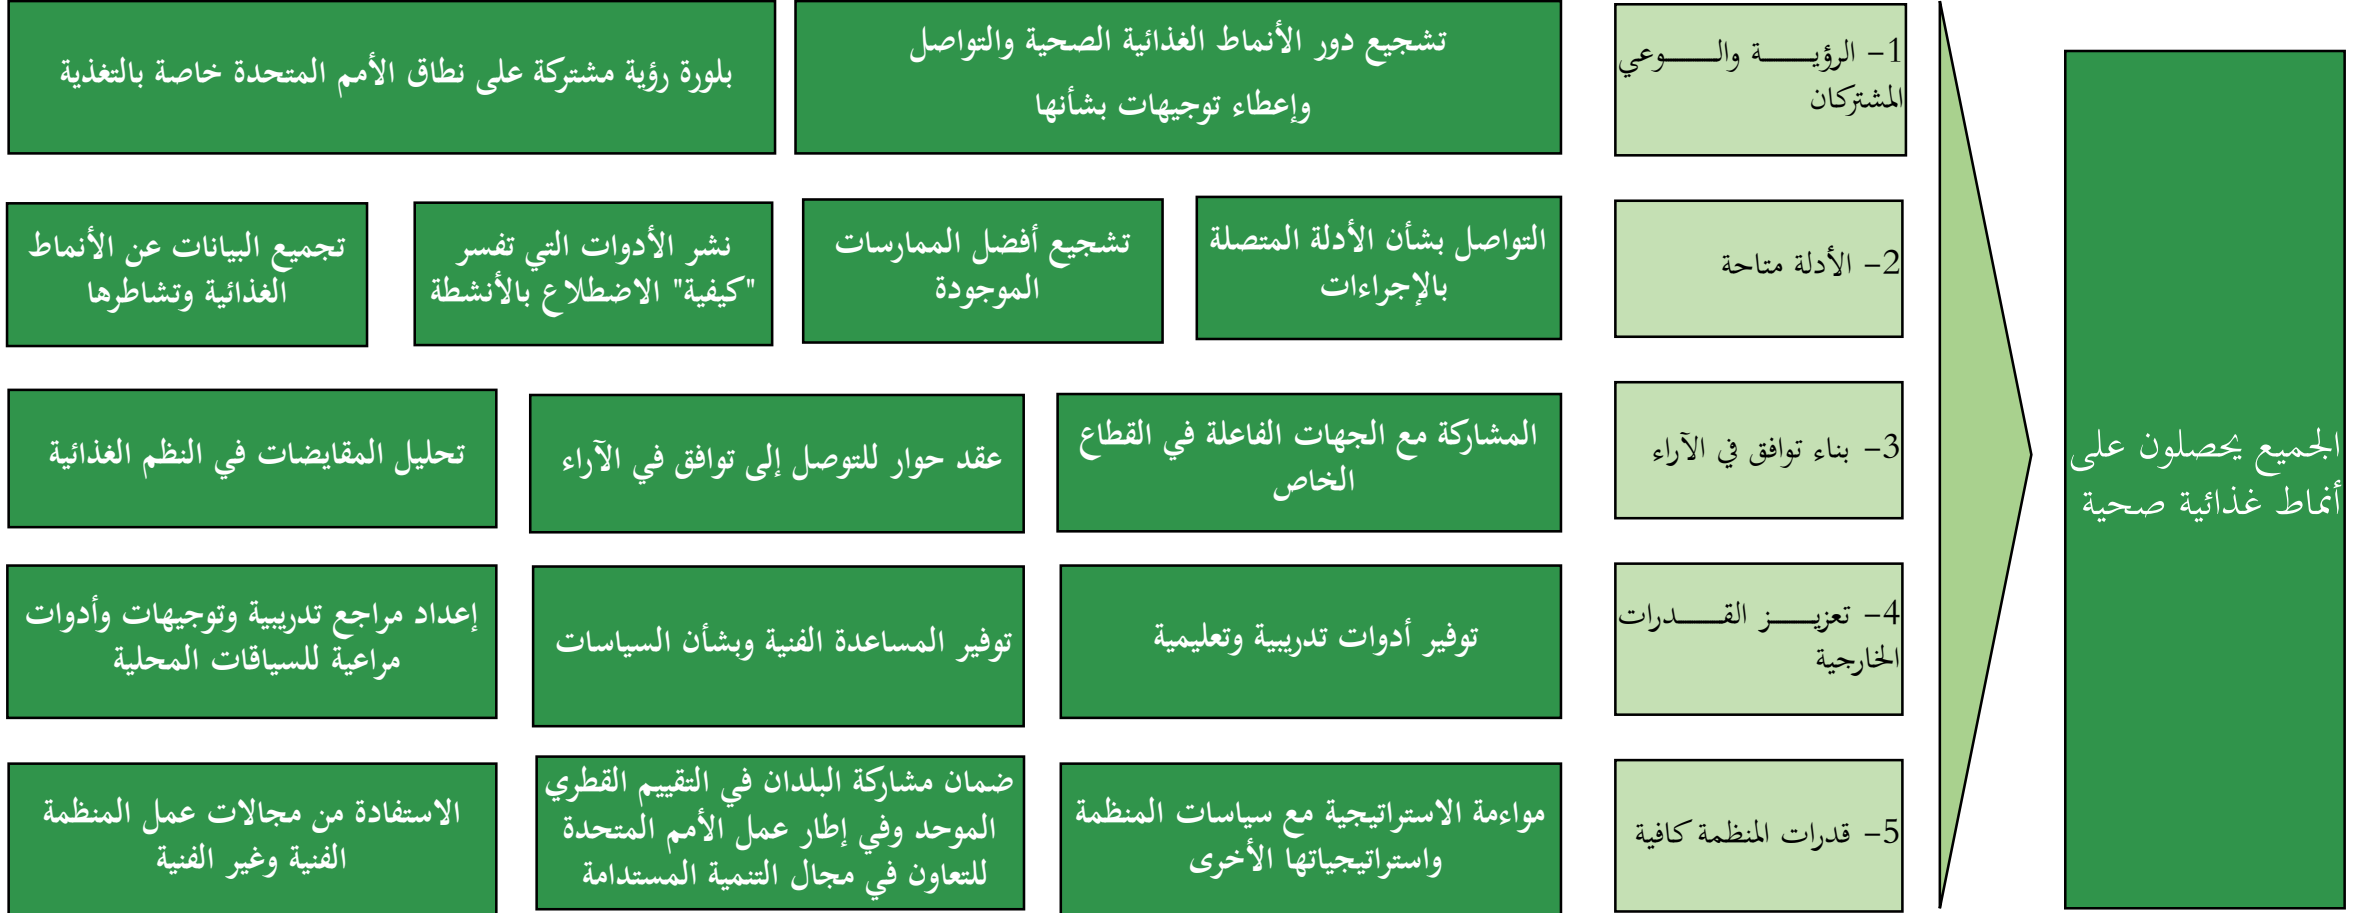 الجميع يحصلون على
أنماط غذائية صحية
1- الرؤيـــــة والـــــوعي
المشتركان
تشجيع دور الأنماط الغذائية الصحية والتواصل
وإعطاء توجيهات بشأنها
بلورة رؤية مشتركة على نطاق الأمم المتحدة خاصة بالتغذية
2- الأدلة متاحة
التواصل بشأن الأدلة المتصلة
بالإجراءات
تشجيع أفضل الممارسات
الموجودة
نشر الأدوات التي تفسر
"كيفية" الاضطلاع بالأنشطة
تجميع البيانات عن الأنماط
الغذائية وتشاطرها
3- بناء توافق في الآراء
المشاركة مع الجهات الفاعلة في القطاع
الخاص
عقد حوار للتوصل إلى توافق في الآراء
تحليل المقايضات في النظم الغذائية
4- تعزيـــــز القـــــدرات
الخارجية
توفير أدوات تدريبية وتعليمية
توفير المساعدة الفنية وبشأن السياسات
إعداد مراجع تدريبية وتوجيهات وأدوات
مراعية للسياقات المحلية
5- قدرات المنظمة كافية
مواءمة الاستراتيجية مع سياسات المنظمة
واستراتيجياتها الأخرى
ضمان مشاركة البلدان في التقييم القطري
الموحد وفي إطار عمل الأمم المتحدة
للتعاون في مجال التنمية المستدامة
الاستفادة من مجالات عمل المنظمة
الفنية وغير الفنية